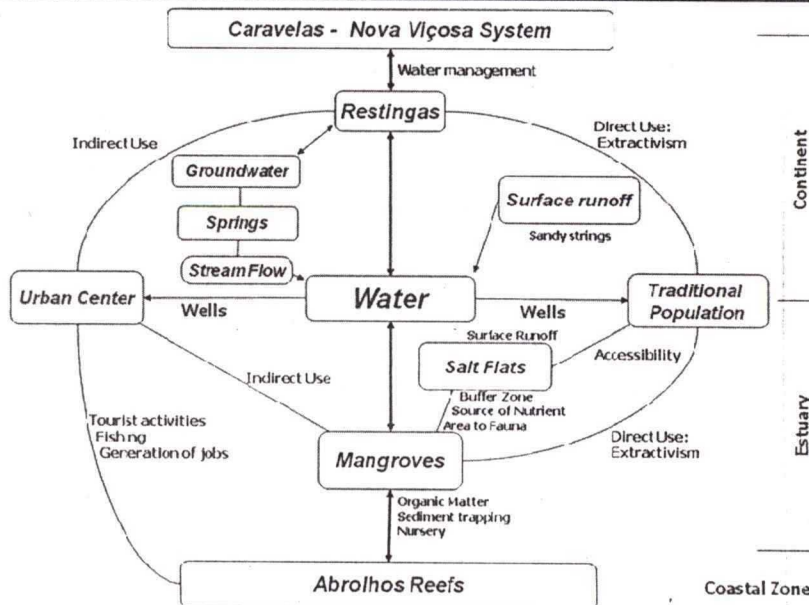 Caravelas - Nova Viçosa System
Water management
Restingas
Indirect Use
Direct Use:
Extractivism
Groundwater
Surface runoff
Sandy strings
Springs
Stream Flow
Continent
Urban Center
Wells
Water
Wells
Traditional
Population
Surface Runoff
Salt Flats
Accessibility
Indirect Use
Buffer Zone
Source of Nutrient
Area to Fauna
Tourist activities
Fishing
Generation of jobs
Mangroves
Direct Use:
Extractivism
Estuary
Organic Matter
Sediment trapping
Nursery
Abrolhos Reefs
Coastal Zone